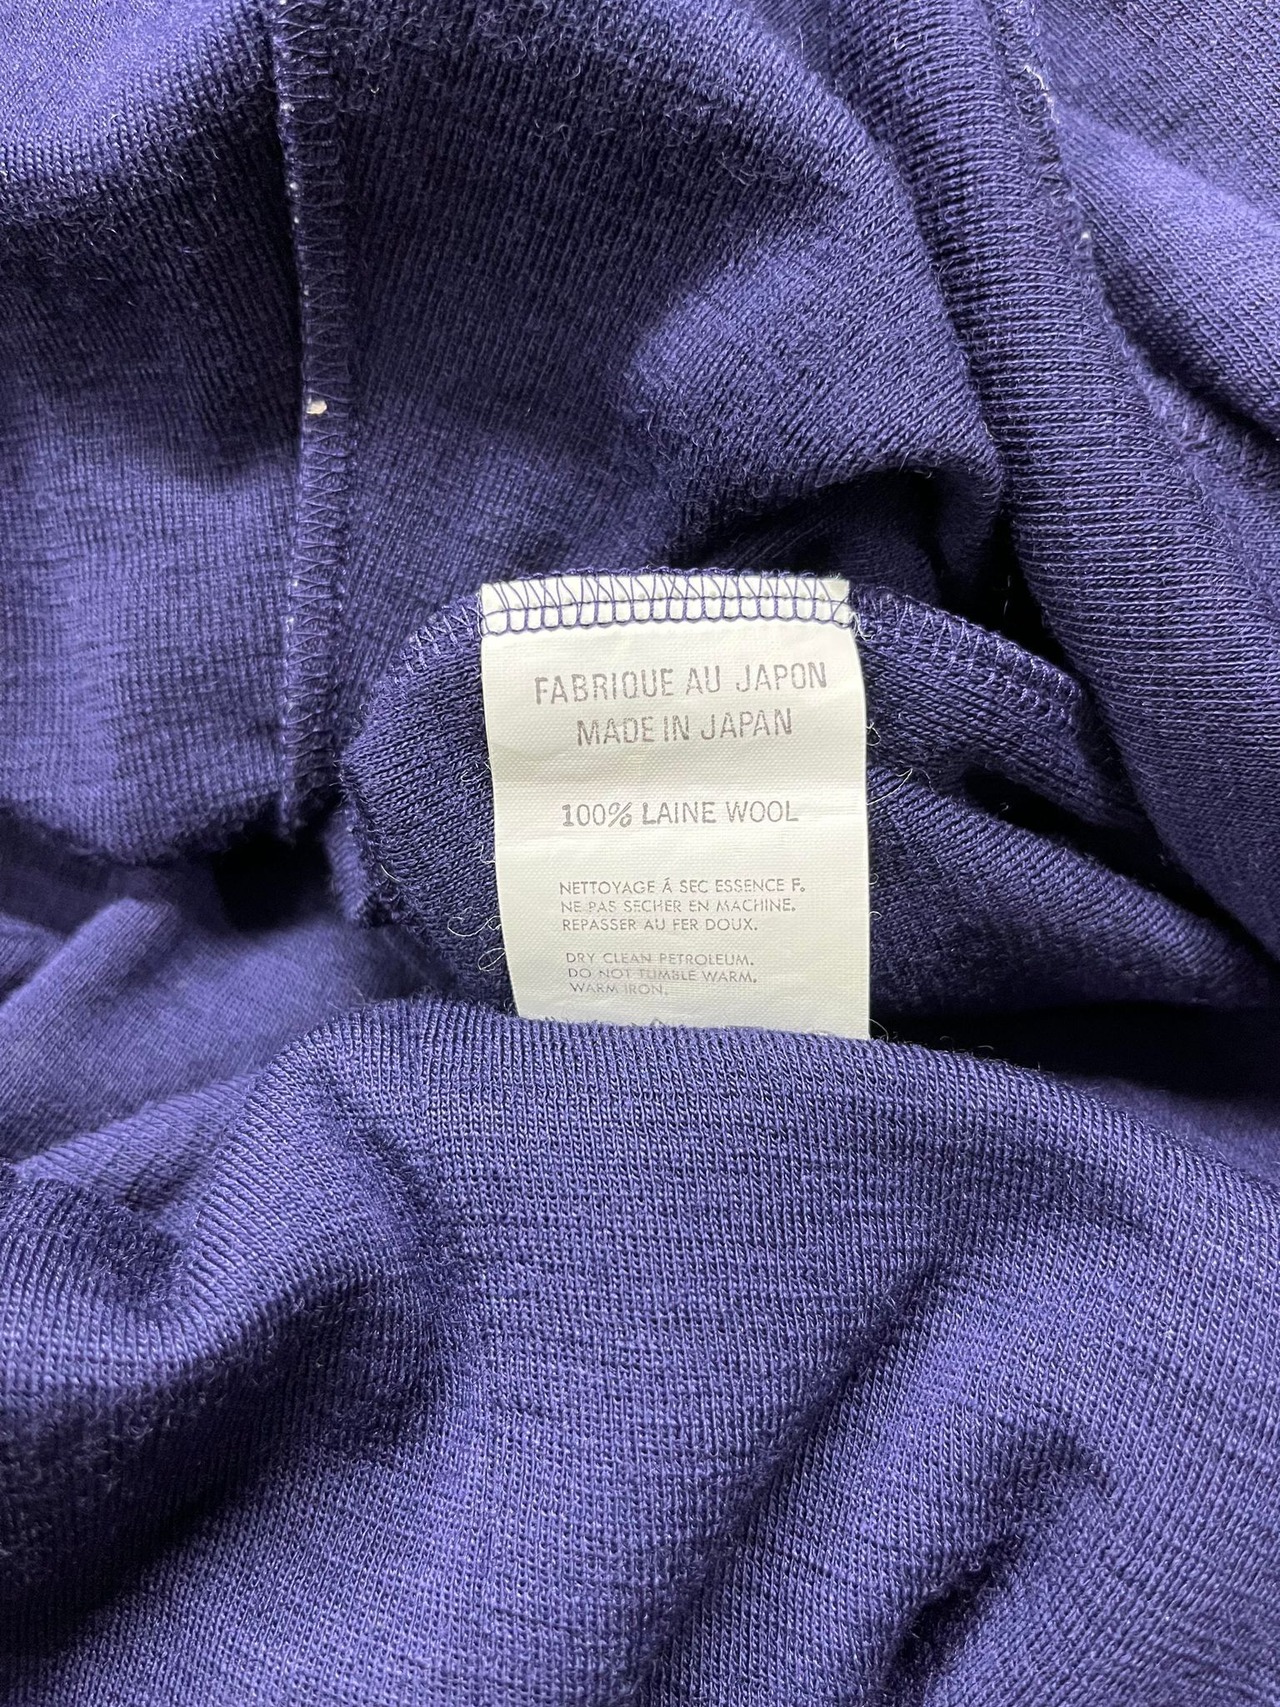 FABRIQUE AU JAPON
MADE IN JAPAN
100% LAINE WOOL
NETTOYAGE Á SEC ESSENCE F.
NE PAS SECHER EN MACHINE.
REPASSER AU FER DOUX.
DRY CLEAN PETROLEUM.
DO NOT TUMBLE WARM.
WARM IRON.